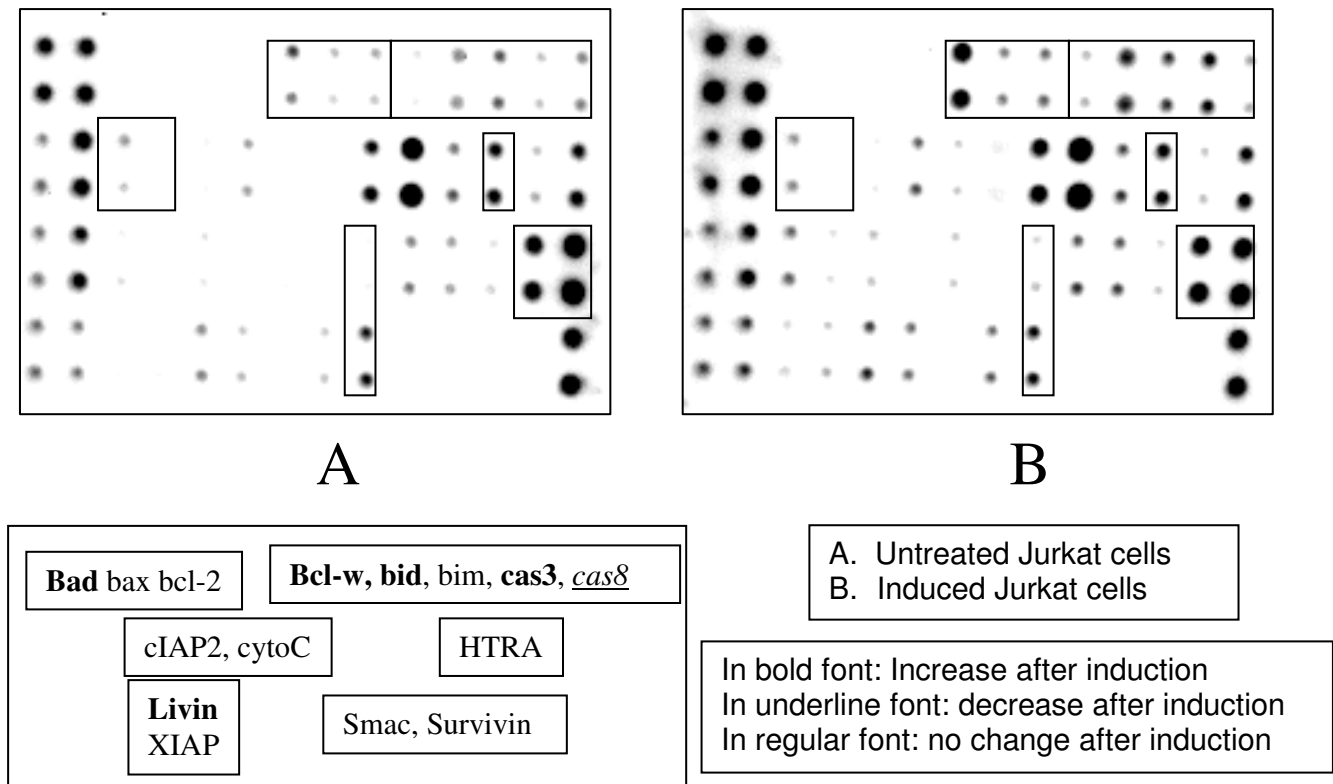 A
B
Bad bax bcl-2
Bcl-w, bid, bim, cas3, cas8
cIAP2, cytoC
HTRA
Livin
XIAP
Smac, Survivin
A. Untreated Jurkat cells
B. Induced Jurkat cells
In bold font: Increase after induction
In underline font: decrease after induction
In regular font: no change after induction